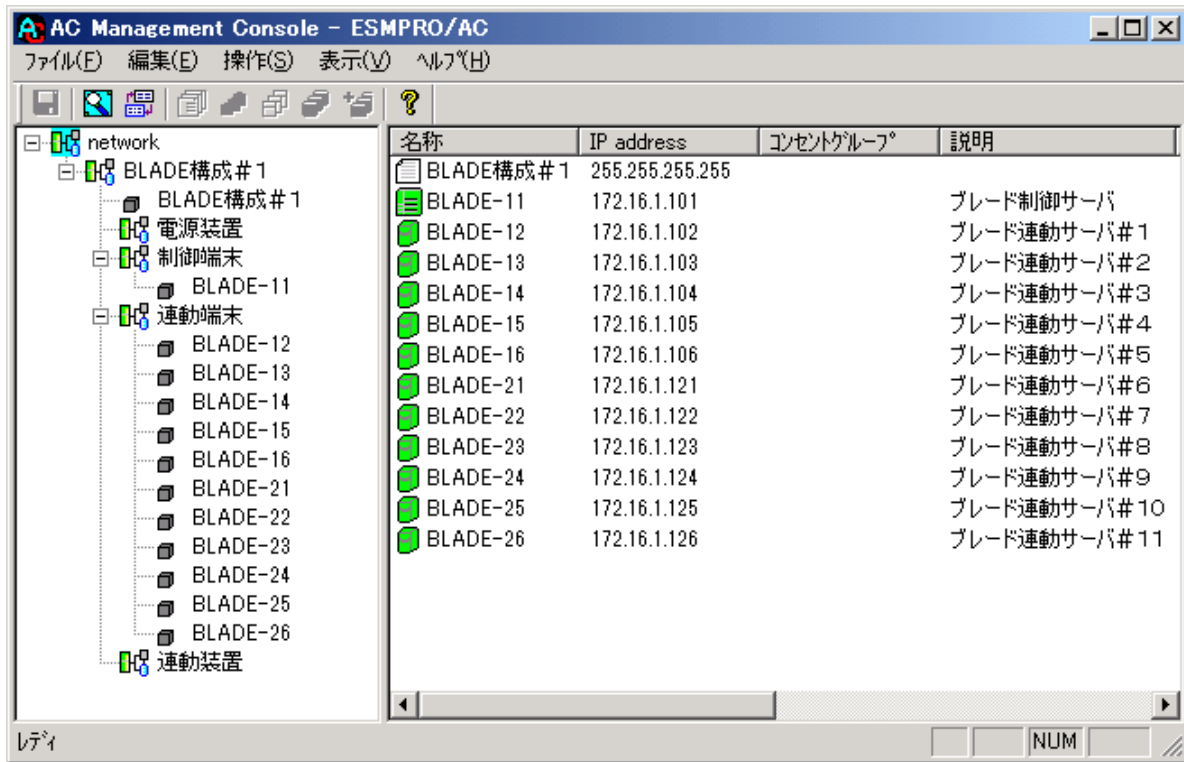 AC Management Console - ESMPRO/AC
ﾌｧｲﾙ(F) 編集(E) 操作(S) 表示(V) ﾍﾙﾌﾟ(H)
network
BLADE構成#1
BLADE構成#1
電源装置
制御端末
BLADE-11
連動端末
BLADE-12
BLADE-13
BLADE-14
BLADE-15
BLADE-16
BLADE-21
BLADE-22
BLADE-23
BLADE-24
BLADE-25
BLADE-26
連動装置
名称 IP address ｺﾝｾﾝﾄｸﾞﾙｰﾌﾟ 説明
BLADE構成#1 255.255.255.255
BLADE-11 172.16.1.101 ブレード制御サーバ
BLADE-12 172.16.1.102 ブレード連動サーバ#1
BLADE-13 172.16.1.103 ブレード連動サーバ#2
BLADE-14 172.16.1.104 ブレード連動サーバ#3
BLADE-15 172.16.1.105 ブレード連動サーバ#4
BLADE-16 172.16.1.106 ブレード連動サーバ#5
BLADE-21 172.16.1.121 ブレード連動サーバ#6
BLADE-22 172.16.1.122 ブレード連動サーバ#7
BLADE-23 172.16.1.123 ブレード連動サーバ#8
BLADE-24 172.16.1.124 ブレード連動サーバ#9
BLADE-25 172.16.1.125 ブレード連動サーバ#10
BLADE-26 172.16.1.126 ブレード連動サーバ#11
ﾚﾃﾞｨ NUM